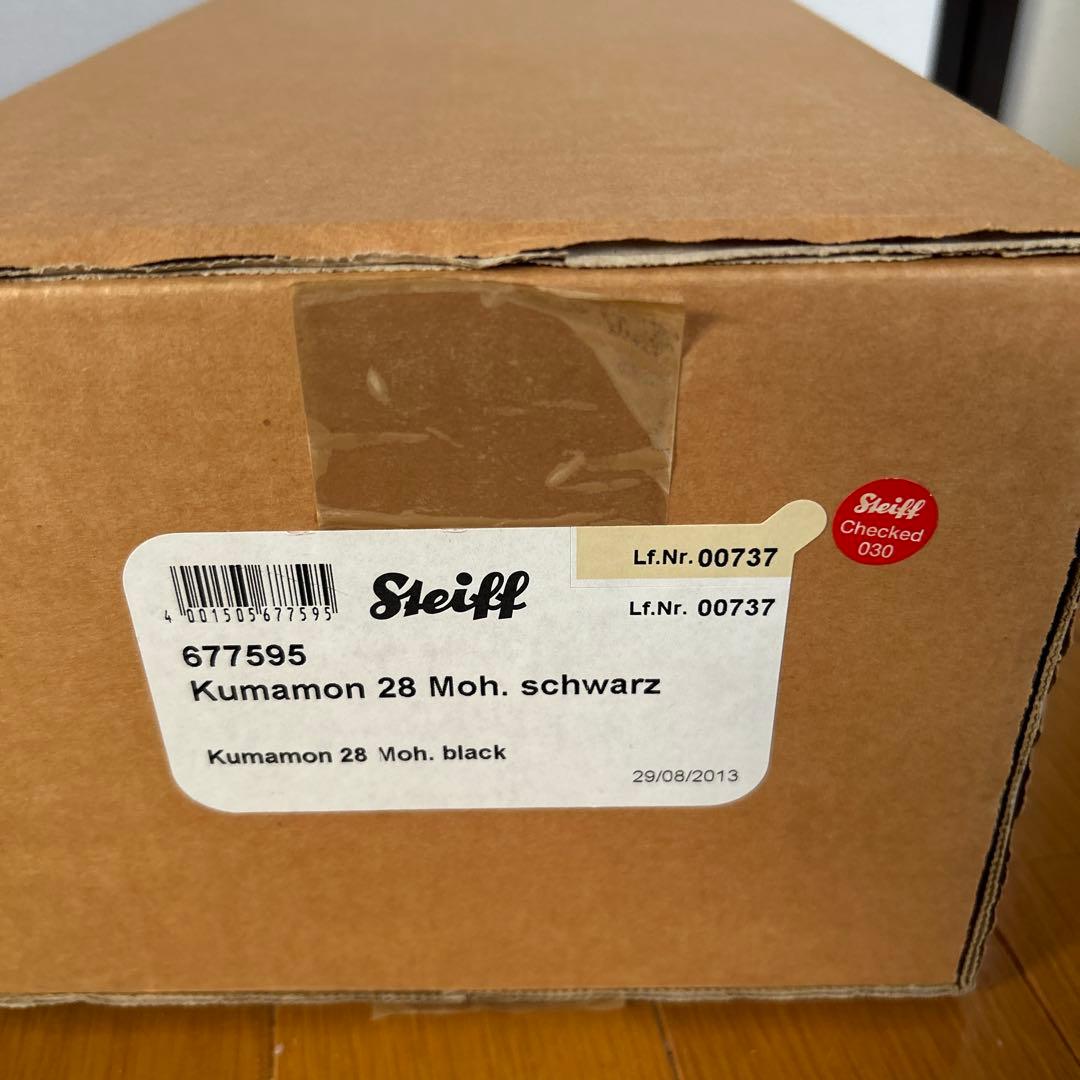 Steiff
Checked
030
Lf.Nr. 00737
4 001505 677595
Steiff
Lf.Nr. 00737
677595
Kumamon 28 Moh. schwarz
Kumamon 28 Moh. black
29/08/2013